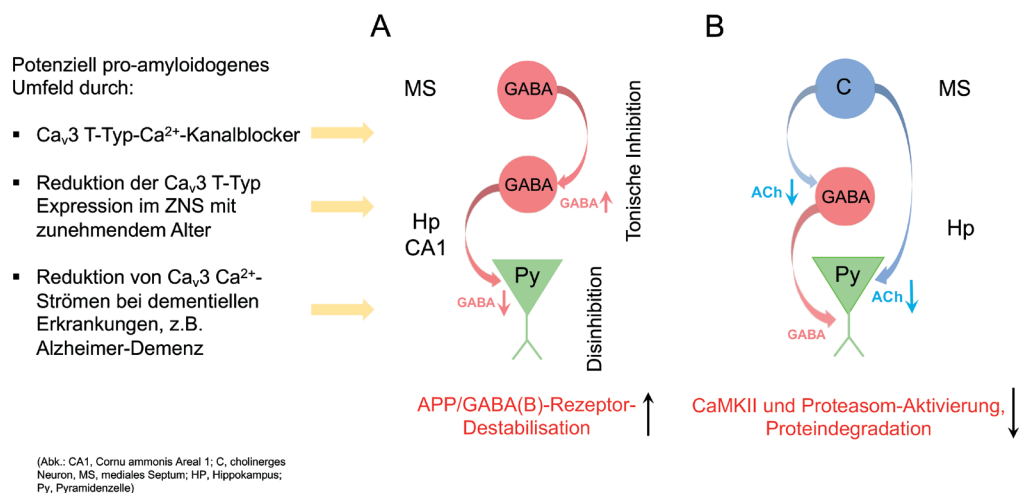 Potenziell pro-amyloidogenes
Umfeld durch:
▪ Cav3 T-Typ-Ca2+-Kanalblocker
▪ Reduktion der Cav3 T-Typ
Expression im ZNS mit
zunehmendem Alter
▪ Reduktion von Cav3 Ca2+-
Strömen bei dementiellen
Erkrankungen, z.B.
Alzheimer-Demenz
(Abk.: CA1, Cornu ammonis Areal 1; C, cholinerges
Neuron, MS, mediales Septum; HP, Hippokampus;
Py, Pyramidenzelle)
A
MS
GABA
GABA
GABA
Hp
CA1
Py
GABA
Tonische Inhibition
Disinhibition
APP/GABA(B)-Rezeptor-
Destabilisation
B
C
MS
ACh
GABA
Hp
Py
ACh
GABA
CaMKII und Proteasom-Aktivierung,
Proteindegradation